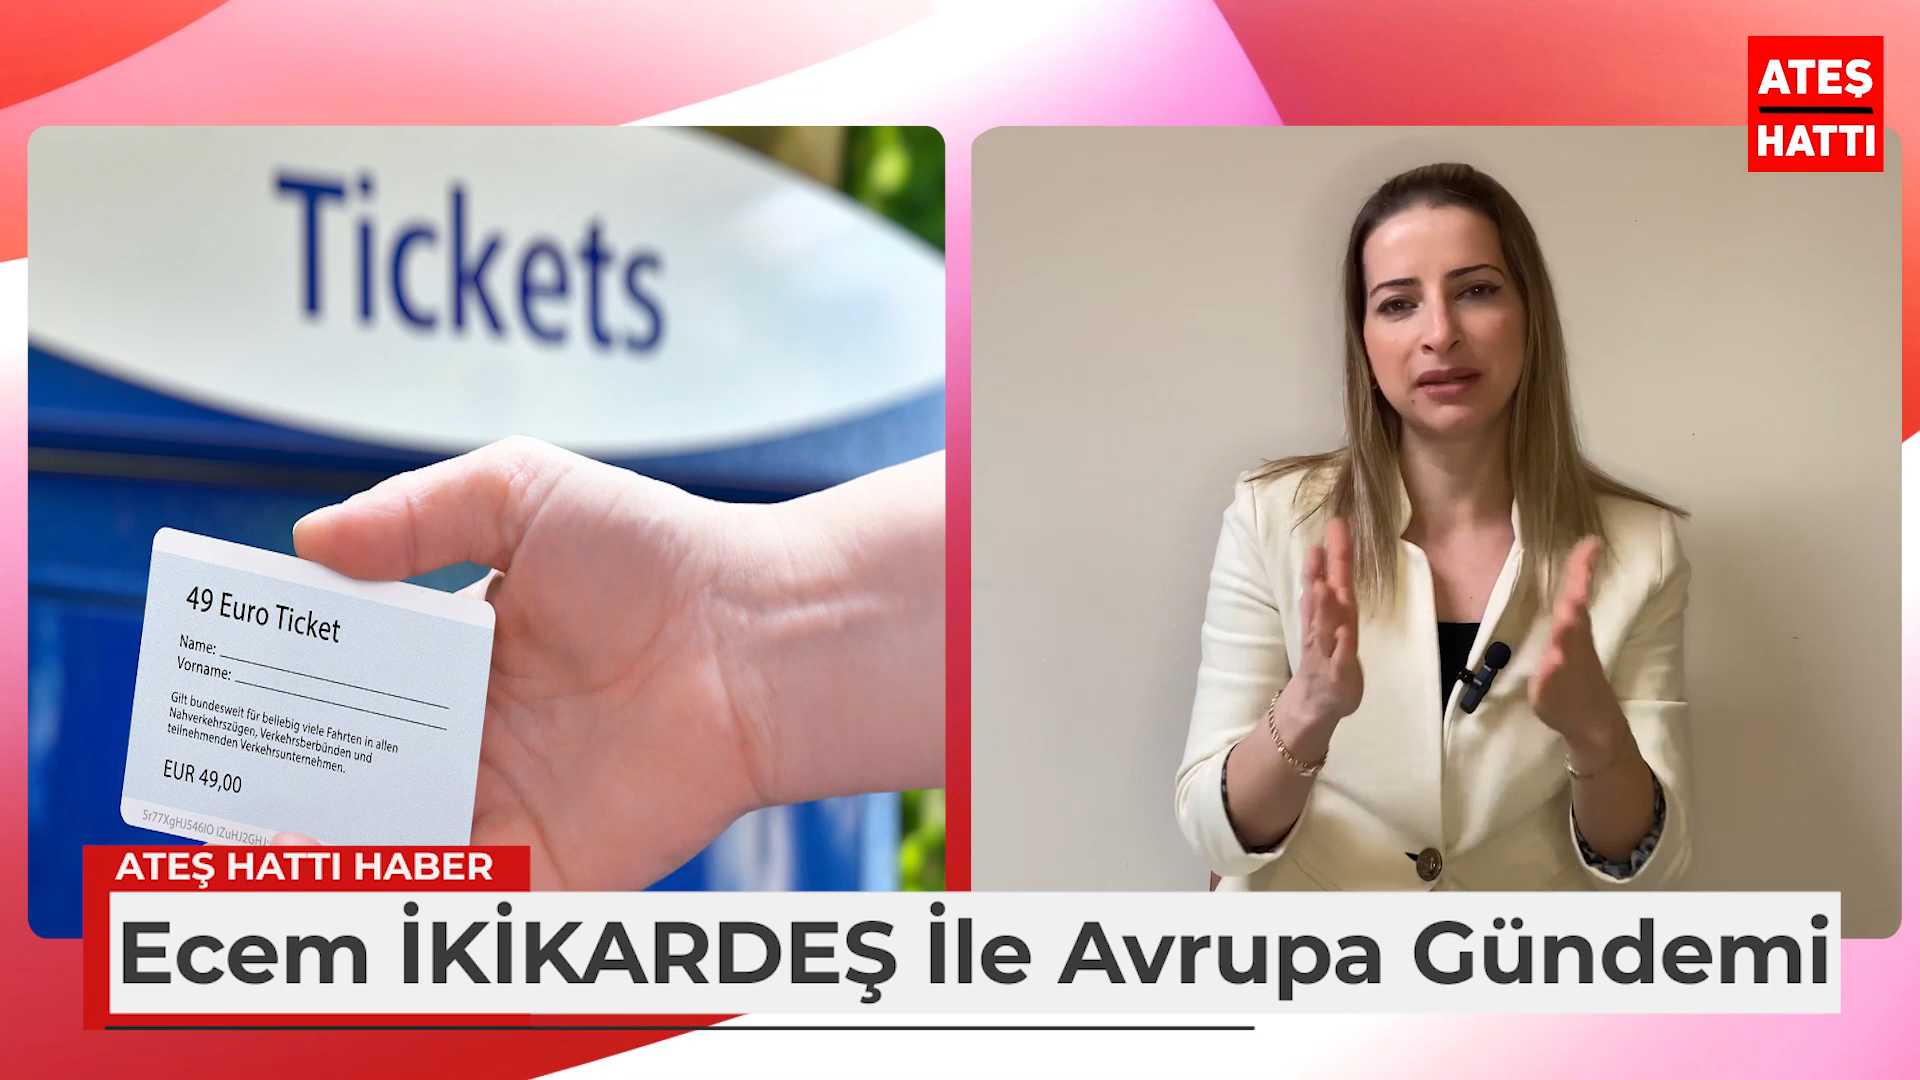 ATEŞ
HATTI
Tickets
49 Euro Ticket
Name:
Vorname:
Gilt bundesweit für beliebig viele Fahrten in allen
Nahverkehrszügen, Verkehrsberbünden und
teilnehmenden Verkehrsunternehmen.
EUR 49,00
ATEŞ HATTI HABER
Ecem İKİKARDEŞ İle Avrupa Gündemi